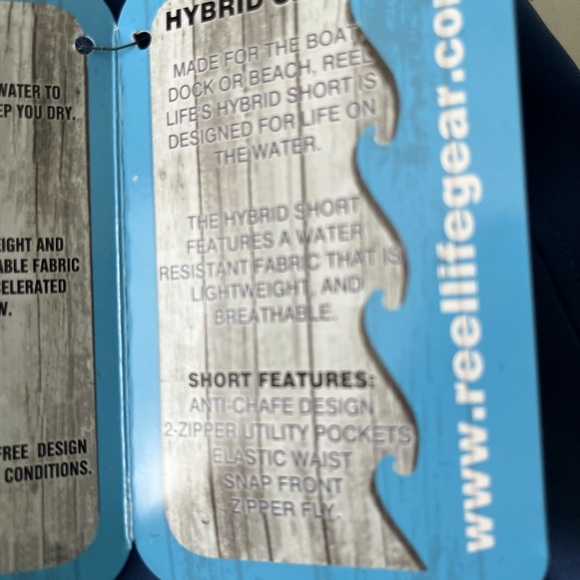 WATER TO
EP YOU DRY.
IGHT AND
ABLE FABRIC
CELERATED
W.
FREE DESIGN
CONDITIONS.
HYBRID
MADE FOR THE BOAT
DOCK OR BEACH, REEL
LIFE'S HYBRID SHORT IS
DESIGNED FOR LIFE ON
THE WATER.
THE HYBRID SHORT
FEATURES A WATER
RESISTANT FABRIC THAT IS
LIGHTWEIGHT, AND
BREATHABLE.
SHORT FEATURES:
ANTI-CHAFE DESIGN
2-ZIPPER UTILITY POCKETS
ELASTIC WAIST
SNAP FRONT
ZIPPER FLY.
www.reellifegear.co